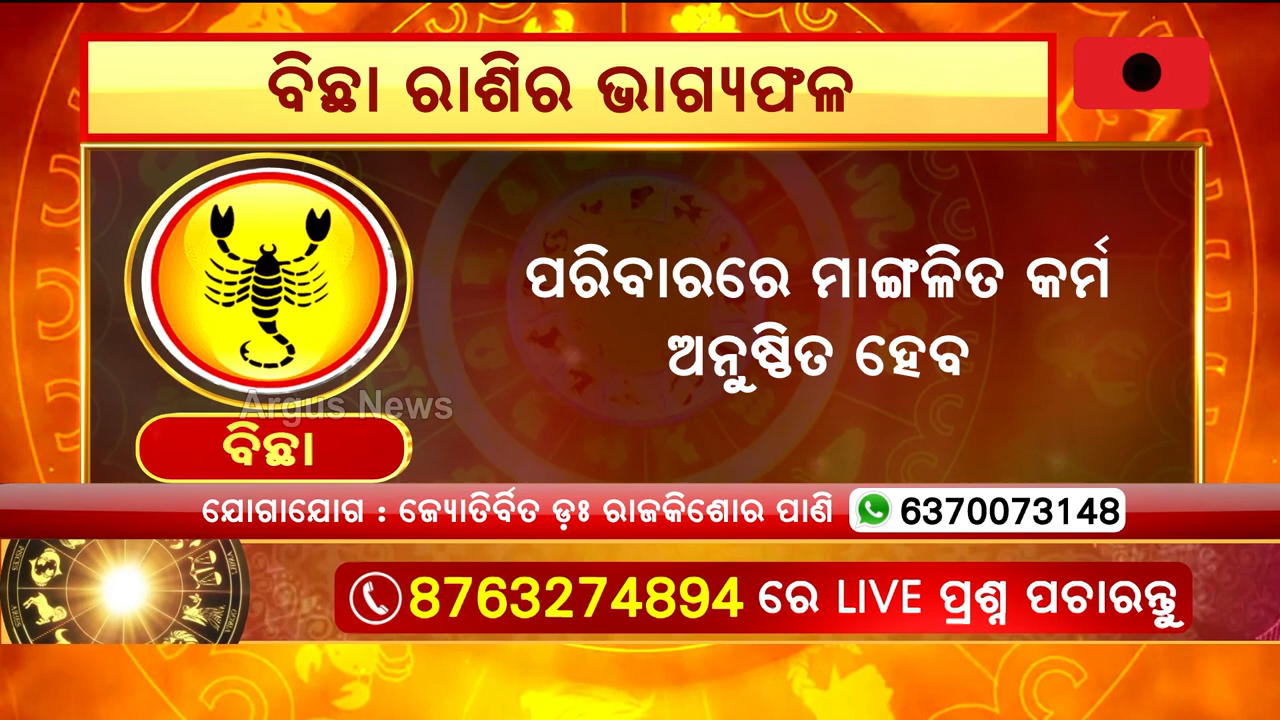 ବିଛା ରାଶିର ଭାଗ୍ୟଫଳ
ପରିବାରରେ ମାଙ୍ଗଳିତ କର୍ମ
ଅନୁଷ୍ଠିତ ହେବ
Argus News
ବିଛା
ଯୋଗାଯୋଗ : ଜ୍ୟୋତିର୍ବିତ ଡ଼ଃ ରାଜକିଶୋର ପାଣି 6370073148
8763274894 ରେ LIVE ପ୍ରଶ୍ନ ପଚାରନ୍ତୁ